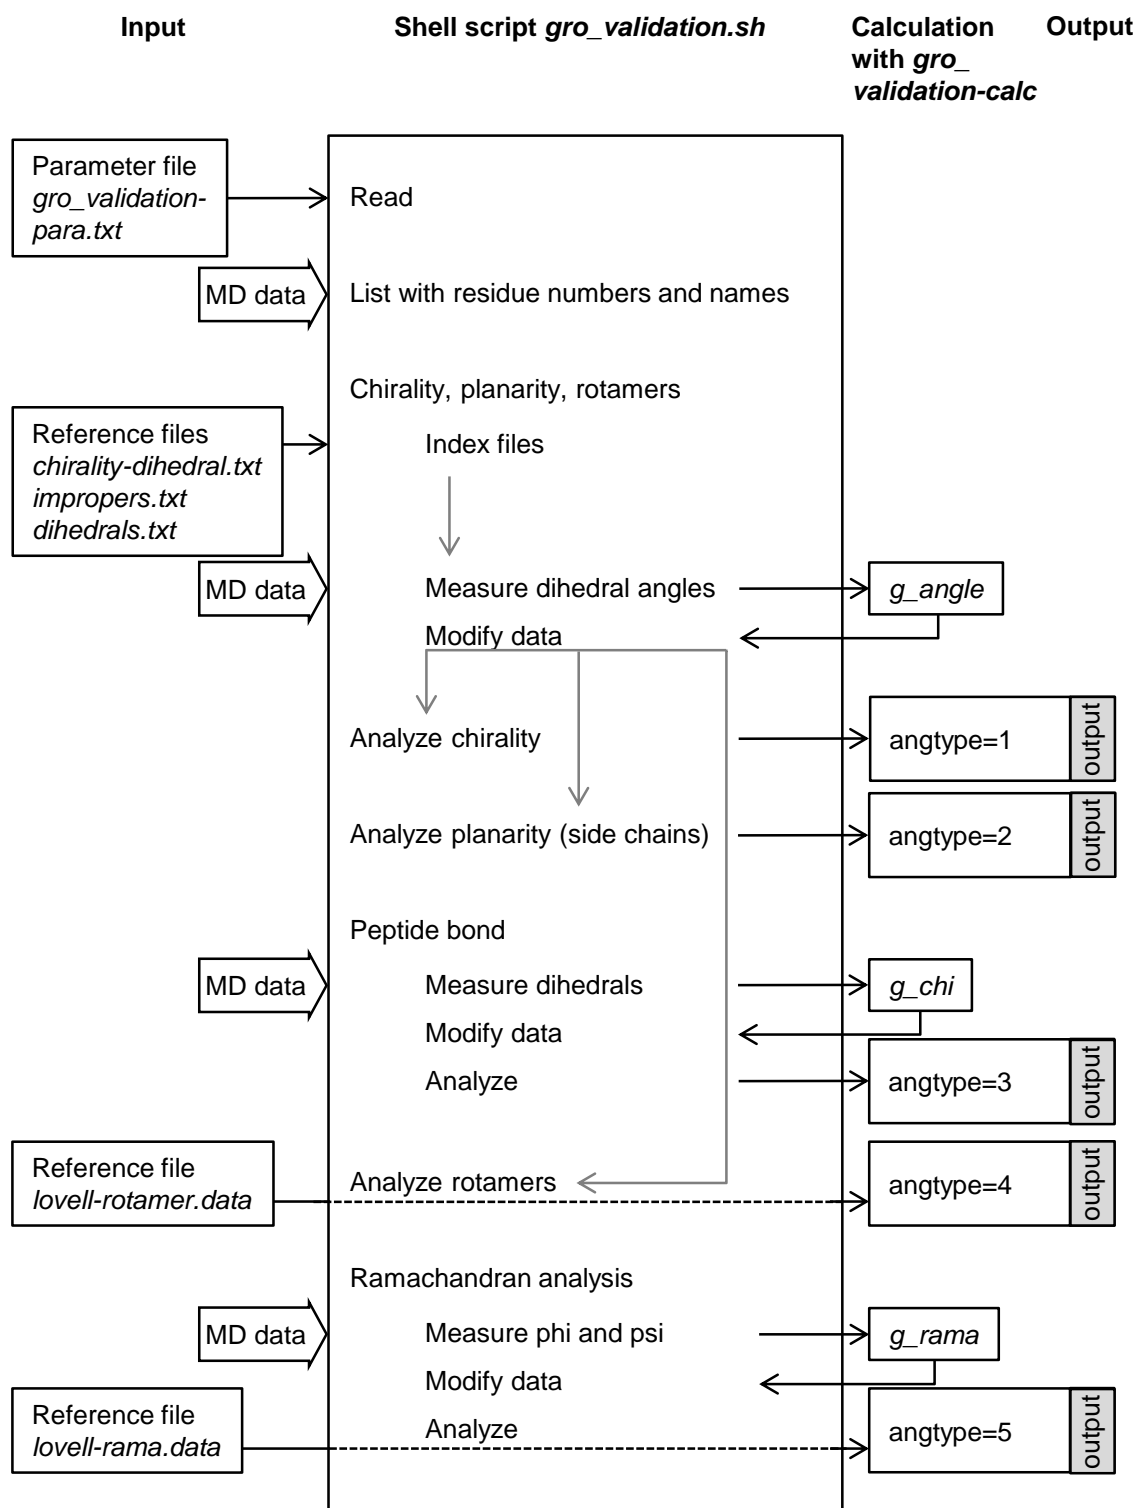 Input
Shell script gro_validation.sh
Calculation
with gro_
validation-calc
Output
Parameter file
gro_validation-
para.txt
Read
MD data
List with residue numbers and names
Chirality, planarity, rotamers
Reference files
chirality-dihedral.txt
impropers.txt
dihedrals.txt
Index files
MD data
Measure dihedral angles
g_angle
Modify data
Analyze chirality
angtype=1
output
Analyze planarity (side chains)
angtype=2
output
Peptide bond
MD data
Measure dihedrals
g_chi
Modify data
Analyze
angtype=3
output
Reference file
lovell-rotamer.data
Analyze rotamers
angtype=4
output
Ramachandran analysis
MD data
Measure phi and psi
g_rama
Modify data
Reference file
lovell-rama.data
Analyze
angtype=5
output